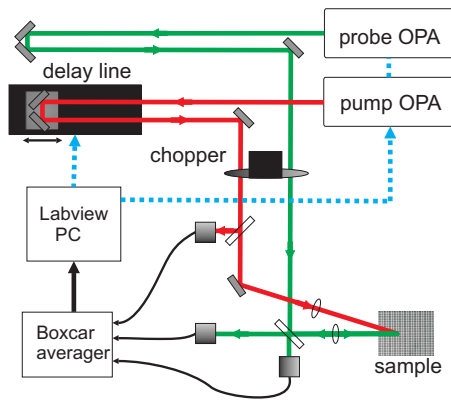 probe OPA
delay line
pump OPA
chopper
Labview
PC
Boxcar
averager
sample